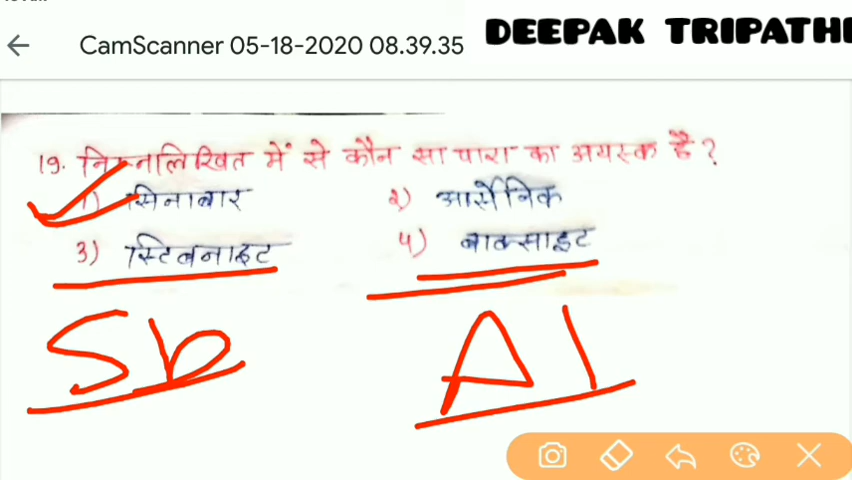 DEEPAK TRIPATHI
CamScanner 05-18-2020 08.39.35
19. निम्नलिखित में से कौन सा पारा का अयस्क है?
1) सिनाबार 2) आर्सेनिक
3) स्टिबनाइट 4) बाक्साइट
Sb Al